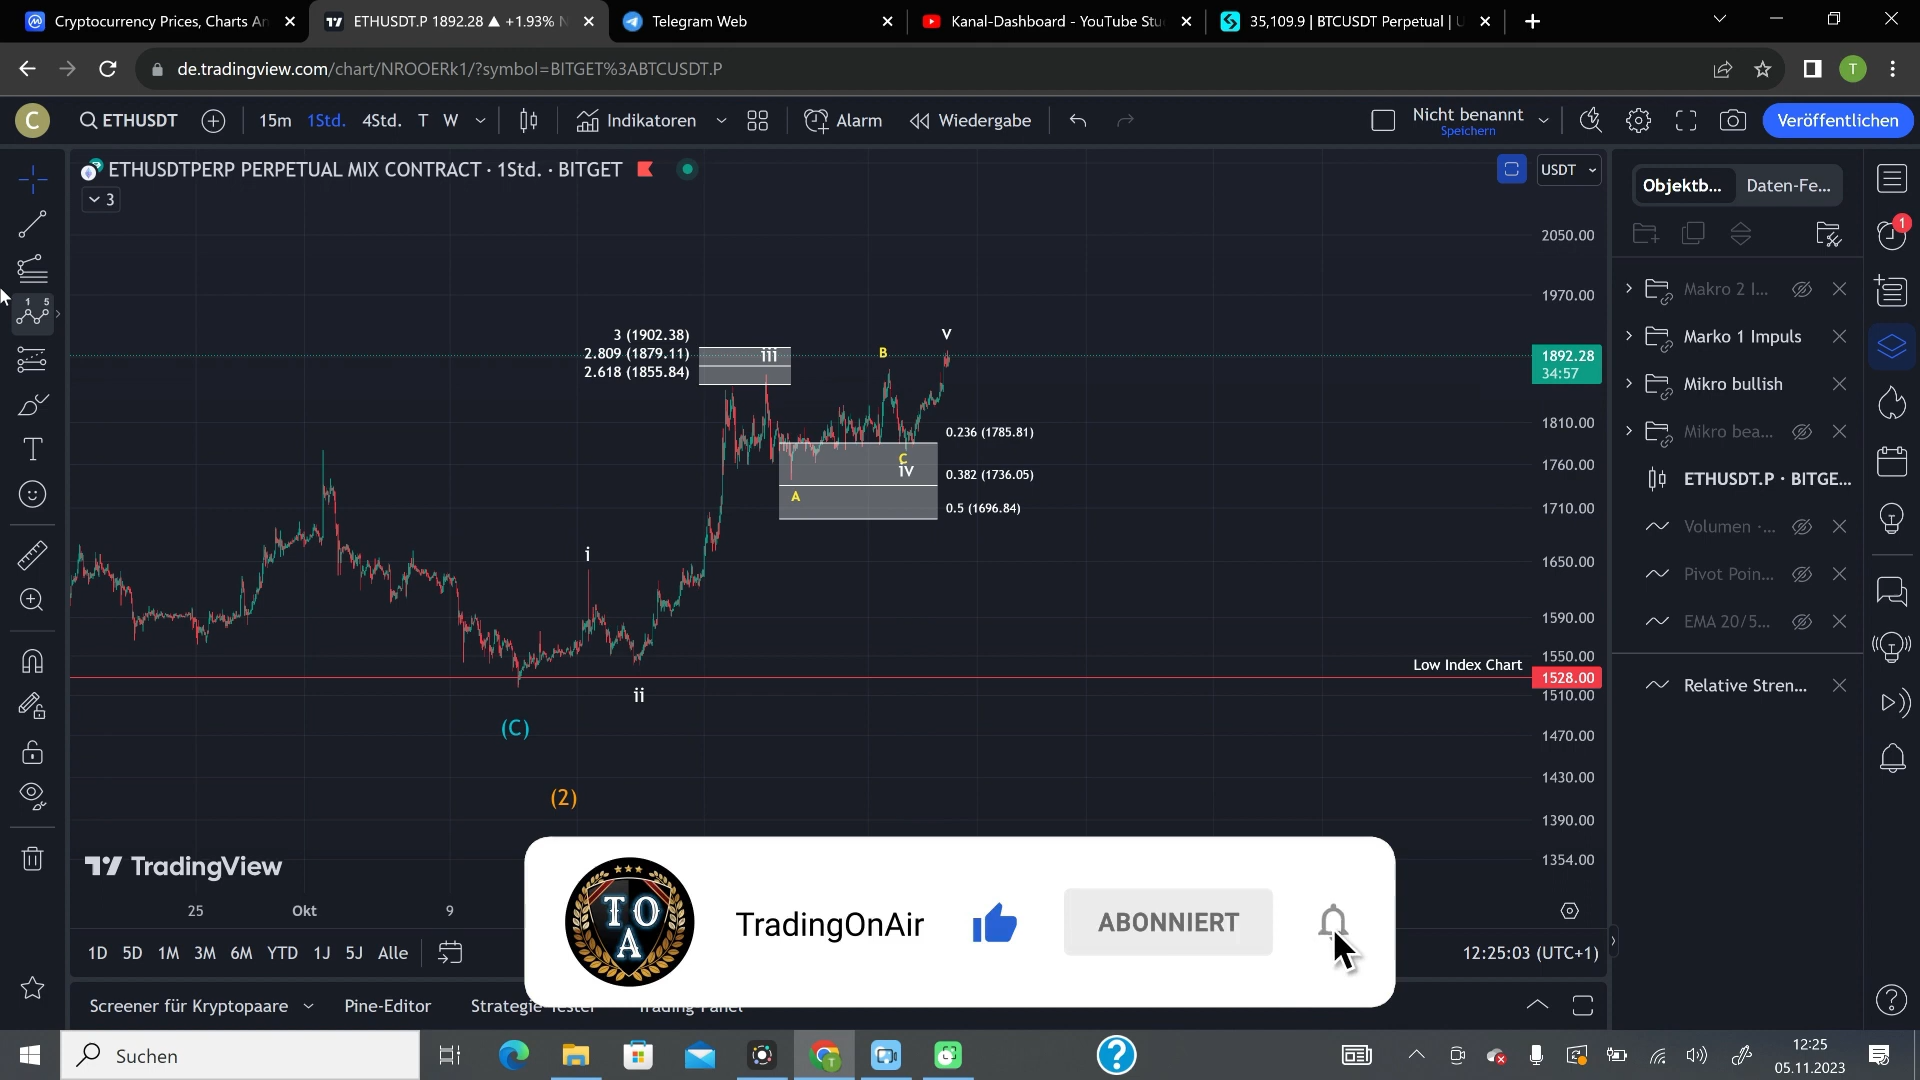 Cryptocurrency Prices, Charts An
ETHUSDT.P 1892.28 ▲ +1.93% N
Telegram Web
Kanal-Dashboard - YouTube Stu
35,109.9 | BTCUSDT Perpetual | U
de.tradingview.com/chart/NROOERk1/?symbol=BITGET%3ABTCUSDT.P
T
C
ETHUSDT
15m 1Std. 4Std. T W
Indikatoren
Alarm
Wiedergabe
Nicht benannt
Speichern
Veröffentlichen
ETHUSDTPERP PERPETUAL MIX CONTRACT · 1Std. · BITGET
3
USDT
Objektb... Daten-Fe...
1
Makro 2 I...
Marko 1 Impuls
Mikro bullish
Mikro bea...
ETHUSDT.P · BITGE...
Volumen ·...
Pivot Poin...
EMA 20/5...
Relative Stren...
2050.00
1970.00
1892.28
34:57
1810.00
1760.00
1710.00
1650.00
1590.00
1550.00
1528.00
1510.00
1470.00
1430.00
1390.00
1354.00
3 (1902.38)
2.809 (1879.11)
2.618 (1855.84)
iii
B
v
0.236 (1785.81)
0.382 (1736.05)
0.5 (1696.84)
C
iv
A
i
ii
Low Index Chart
(C)
(2)
TradingView
25 Okt 9
1D 5D 1M 3M 6M YTD 1J 5J Alle
12:25:03 (UTC+1)
TOA
TradingOnAir
ABONNIERT
Screener für Kryptopaare
Pine-Editor
Strategie-Tester
Trading Panel
Suchen
12:25
05.11.2023